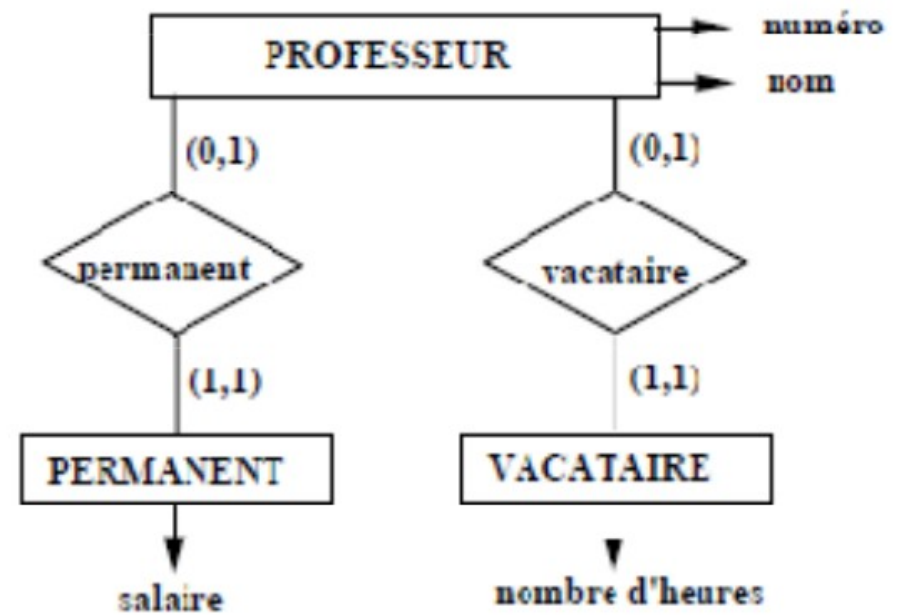 numéro
PROFESSEUR
nom
(0,1)
(0,1)
permanent
vacataire
(1,1)
(1,1)
PERMANENT
VACATAIRE
salaire
nombre d'heures